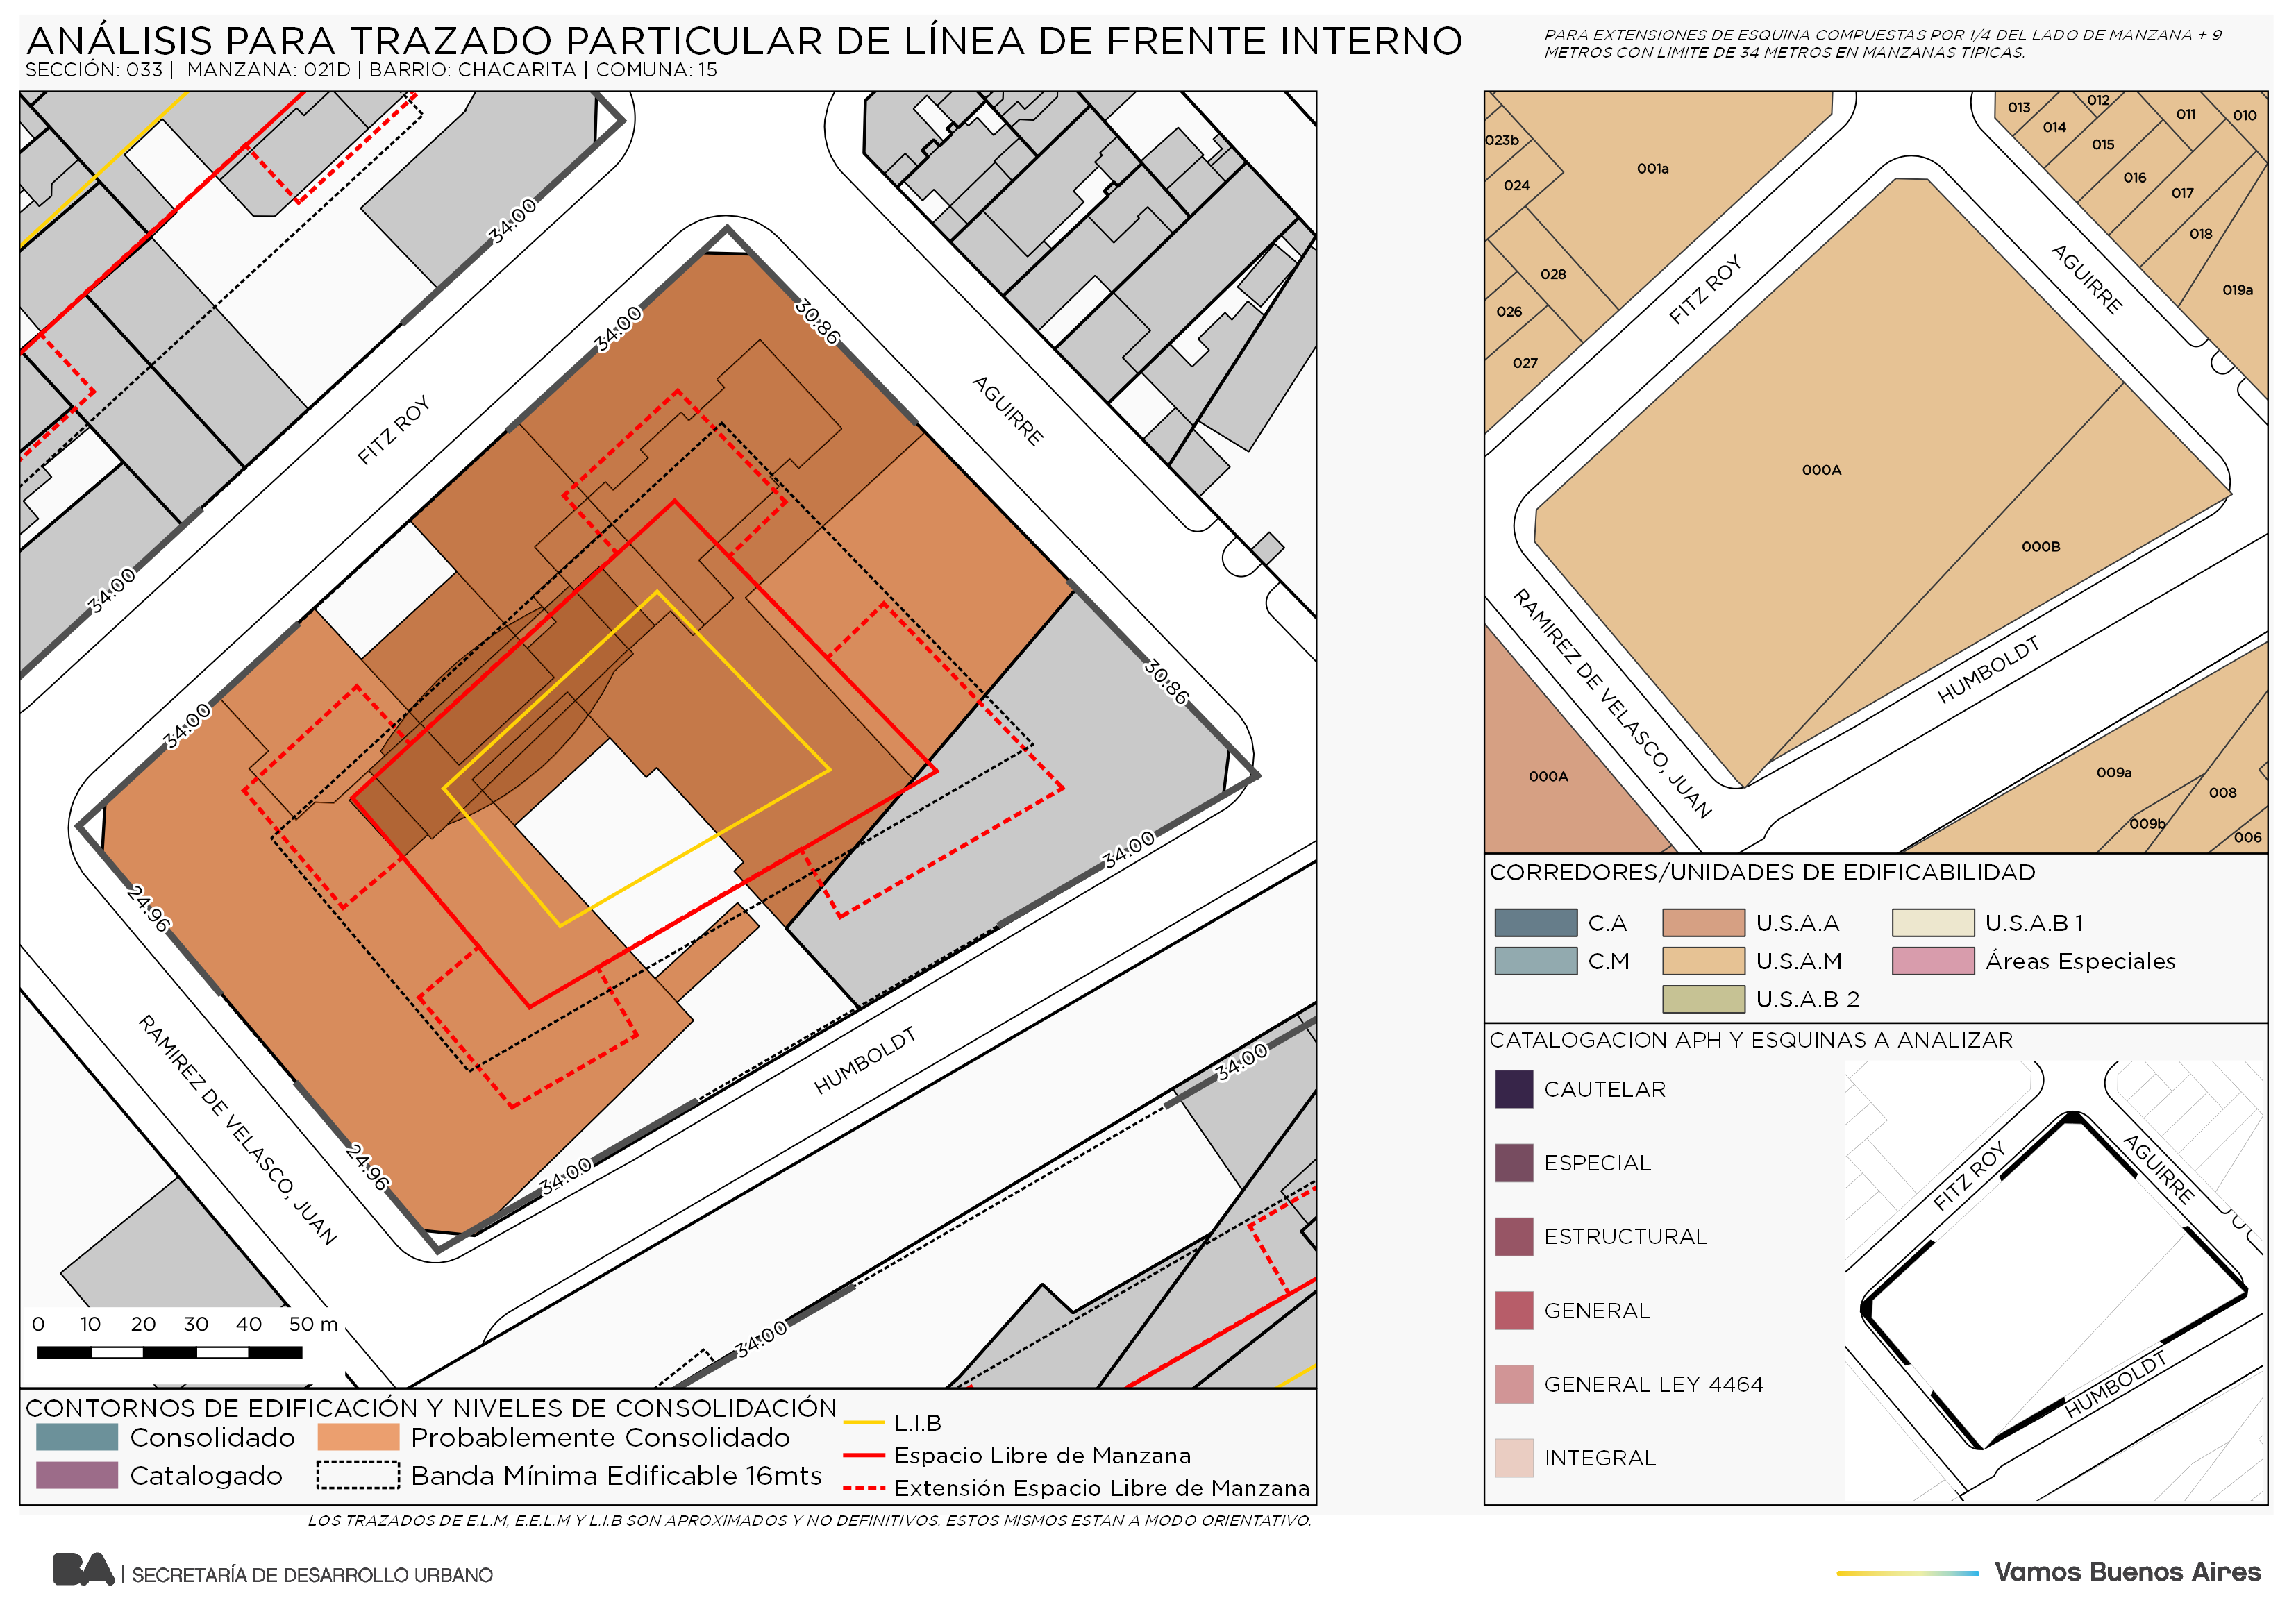 ANÁLISIS PARA TRAZADO PARTICULAR DE LÍNEA DE FRENTE INTERNO
SECCIÓN: 033 | MANZANA: 021D | BARRIO: CHACARITA | COMUNA: 15
PARA EXTENSIONES DE ESQUINA COMPUESTAS POR 1/4 DEL LADO DE MANZANA + 9
METROS CON LIMITE DE 34 METROS EN MANZANAS TIPICAS.
34.00
34.00
30.86
FITZ ROY
AGUIRRE
34.00
34.00
30.86
24.96
34.00
RAMIREZ DE VELASCO, JUAN
HUMBOLDT
34.00
24.96
34.00
34.00
0 10 20 30 40 50 m
CONTORNOS DE EDIFICACIÓN Y NIVELES DE CONSOLIDACIÓN
Consolidado
Probablemente Consolidado
Catalogado
Banda Mínima Edificable 16mts
L.I.B
Espacio Libre de Manzana
Extensión Espacio Libre de Manzana
LOS TRAZADOS DE E.L.M, E.E.L.M Y L.I.B SON APROXIMADOS Y NO DEFINITIVOS. ESTOS MISMOS ESTAN A MODO ORIENTATIVO.
013
012
011
010
014
023b
015
001a
024
016
017
018
028
019a
026
027
FITZ ROY
AGUIRRE
000A
000B
RAMIREZ DE VELASCO, JUAN
HUMBOLDT
000A
009a
008
009b
006
CORREDORES/UNIDADES DE EDIFICABILIDAD
C.A
U.S.A.A
U.S.A.B 1
C.M
U.S.A.M
Áreas Especiales
U.S.A.B 2
CATALOGACION APH Y ESQUINAS A ANALIZAR
CAUTELAR
ESPECIAL
ESTRUCTURAL
GENERAL
GENERAL LEY 4464
INTEGRAL
FITZ ROY
AGUIRRE
HUMBOLDT
BA | SECRETARÍA DE DESARROLLO URBANO
Vamos Buenos Aires